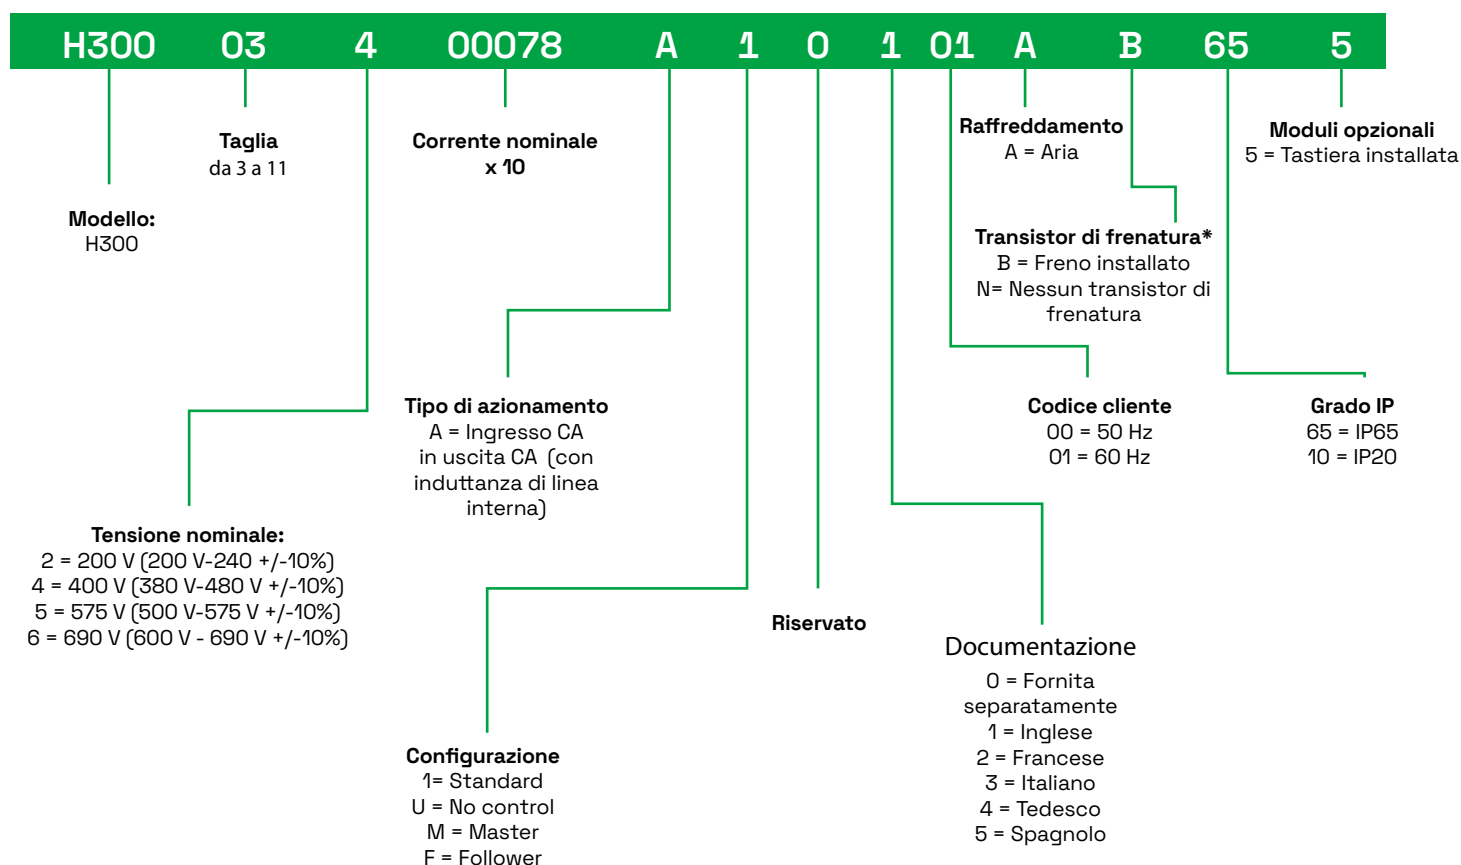 H300 03 4 00078 A 1 0 1 01 A B 65 5
Modello:
H300
Taglia
da 3 a 11
Corrente nominale
x 10
Raffreddamento
A = Aria
Moduli opzionali
5 = Tastiera installata
Transistor di frenatura*
B = Freno installato
N= Nessun transistor di
frenatura
Tipo di azionamento
A = Ingresso CA
in uscita CA (con
induttanza di linea
interna)
Codice cliente
00 = 50 Hz
01 = 60 Hz
Grado IP
65 = IP65
10 = IP20
Tensione nominale:
2 = 200 V (200 V-240 +/-10%)
4 = 400 V (380 V-480 V +/-10%)
5 = 575 V (500 V-575 V +/-10%)
6 = 690 V (600 V - 690 V +/-10%)
Riservato
Documentazione
0 = Fornita
separatamente
1 = Inglese
2 = Francese
3 = Italiano
4 = Tedesco
5 = Spagnolo
Configurazione
1= Standard
U = No control
M = Master
F = Follower